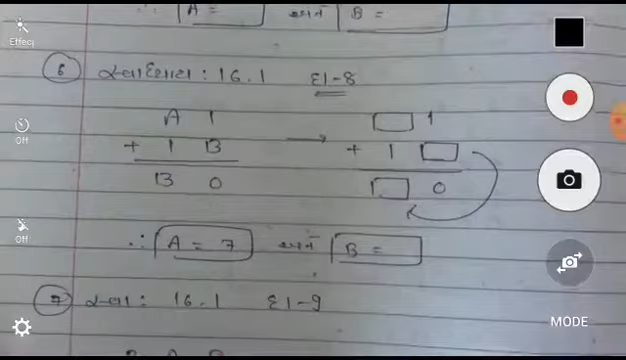 A = અને B =
Effect
6 સ્વાધ્યાય : 16.1 દા-8
A 1 → □ 1
+ 1 B + 1 □
B 0 □ 0
Off
∴ A = 7 અને B =
Off
7 સ્વા : 16.1 દા-9
MODE
A B